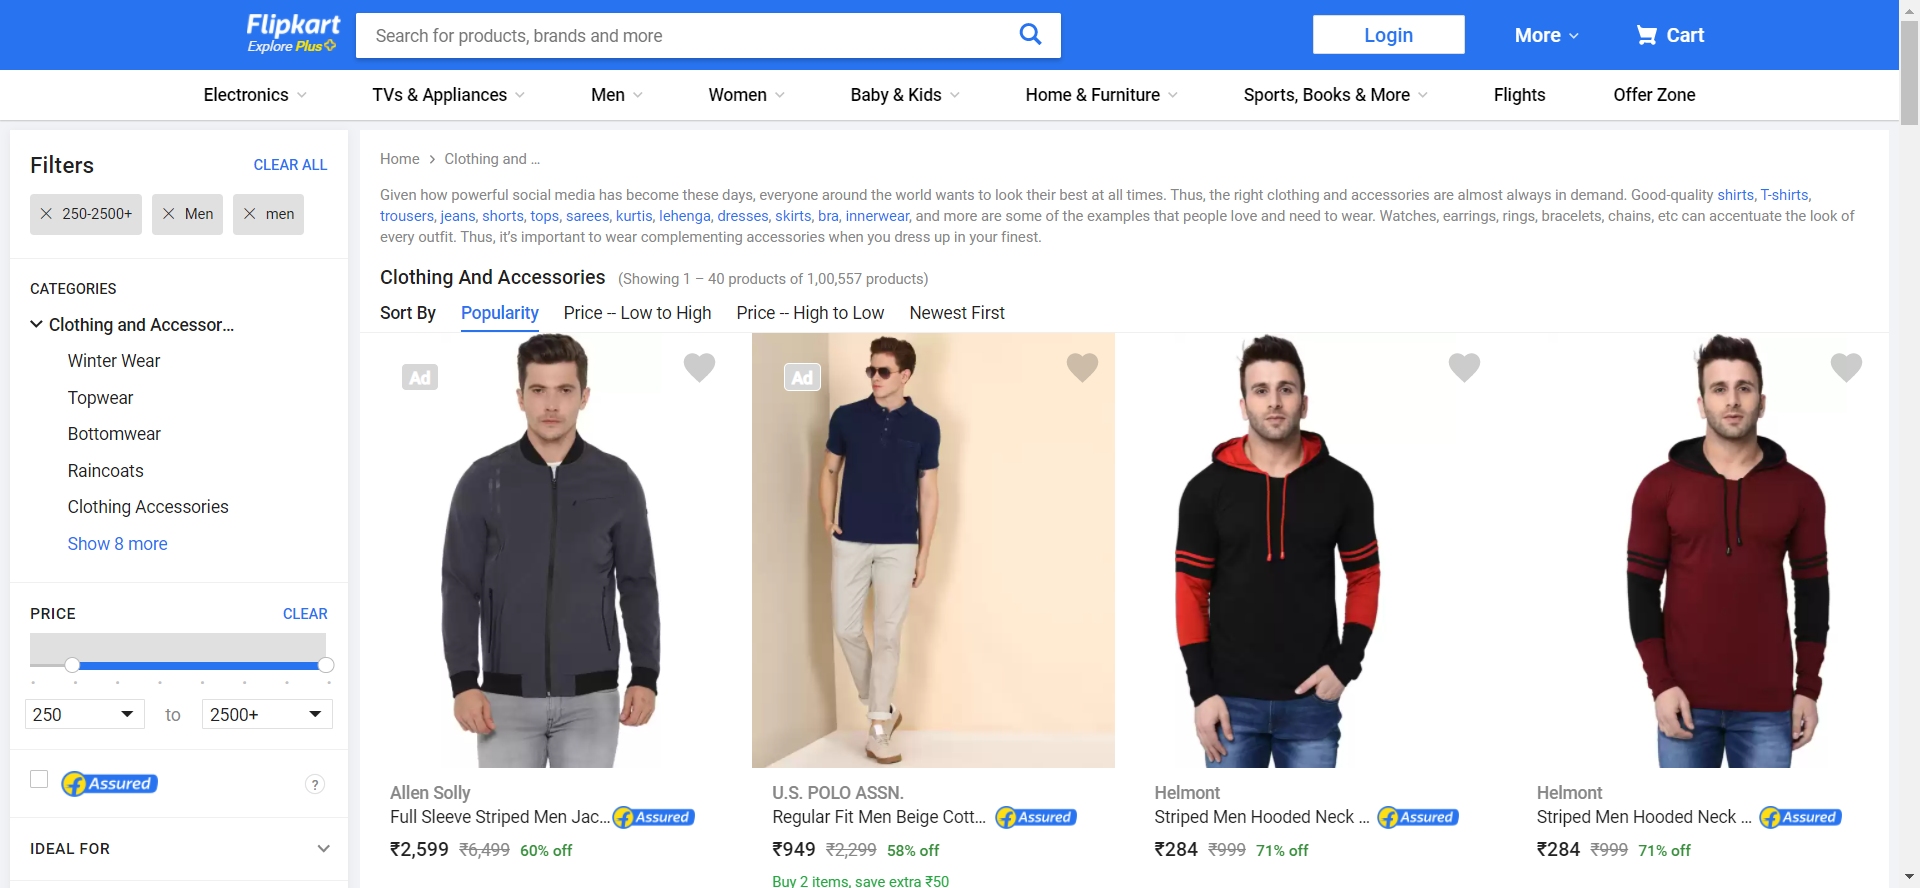 Flipkart
Explore Plus
Search for products, brands and more
Login
More
Cart
Electronics
TVs & Appliances
Men
Women
Baby & Kids
Home & Furniture
Sports, Books & More
Flights
Offer Zone
Filters
CLEAR ALL
250-2500+
Men
men
CATEGORIES
Clothing and Accessor...
Winter Wear
Topwear
Bottomwear
Raincoats
Clothing Accessories
Show 8 more
PRICE
CLEAR
250
to
2500+
Assured
?
IDEAL FOR
Home
Clothing and ...
Given how powerful social media has become these days, everyone around the world wants to look their best at all times. Thus, the right clothing and accessories are almost always in demand. Good-quality shirts, T-shirts,
trousers, jeans, shorts, tops, sarees, kurtis, lehenga, dresses, skirts, bra, innerwear, and more are some of the examples that people love and need to wear. Watches, earrings, rings, bracelets, chains, etc can accentuate the look of
every outfit. Thus, it's important to wear complementing accessories when you dress up in your finest.
Clothing And Accessories (Showing 1 – 40 products of 1,00,557 products)
Sort By Popularity Price -- Low to High Price -- High to Low Newest First
Ad
Allen Solly
Full Sleeve Striped Men Jac... Assured
₹2,599 ₹6,499 60% off
Ad
U.S. POLO ASSN.
Regular Fit Men Beige Cott... Assured
₹949 ₹2,299 58% off
Buy 2 items, save extra ₹50
Helmont
Striped Men Hooded Neck ... Assured
₹284 ₹999 71% off
Helmont
Striped Men Hooded Neck ... Assured
₹284 ₹999 71% off